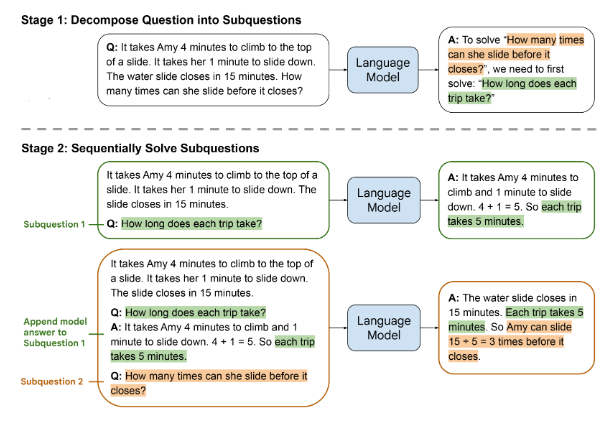 Stage 1: Decompose Question into Subquestions
Q: It takes Amy 4 minutes to climb to the top
of a slide. It takes her 1 minute to slide down.
The water slide closes in 15 minutes. How
many times can she slide before it closes?
Language
Model
A: To solve “How many times
can she slide before it
closes?”, we need to first
solve: “How long does each
trip take?”
Stage 2: Sequentially Solve Subquestions
It takes Amy 4 minutes to climb to the top of a
slide. It takes her 1 minute to slide down. The
slide closes in 15 minutes.
Subquestion 1
Q: How long does each trip take?
Language
Model
A: It takes Amy 4 minutes to
climb and 1 minute to slide
down. 4 + 1 = 5. So each trip
takes 5 minutes.
It takes Amy 4 minutes to climb to the top of
a slide. It takes her 1 minute to slide down.
The slide closes in 15 minutes.
Append model
answer to
Subquestion 1
Q: How long does each trip take?
A: It takes Amy 4 minutes to climb and 1
minute to slide down. 4 + 1 = 5. So each trip
takes 5 minutes.
Subquestion 2
Q: How many times can she slide before it
closes?
Language
Model
A: The water slide closes in
15 minutes. Each trip takes 5
minutes. So Amy can slide
15 ÷ 5 = 3 times before it
closes.